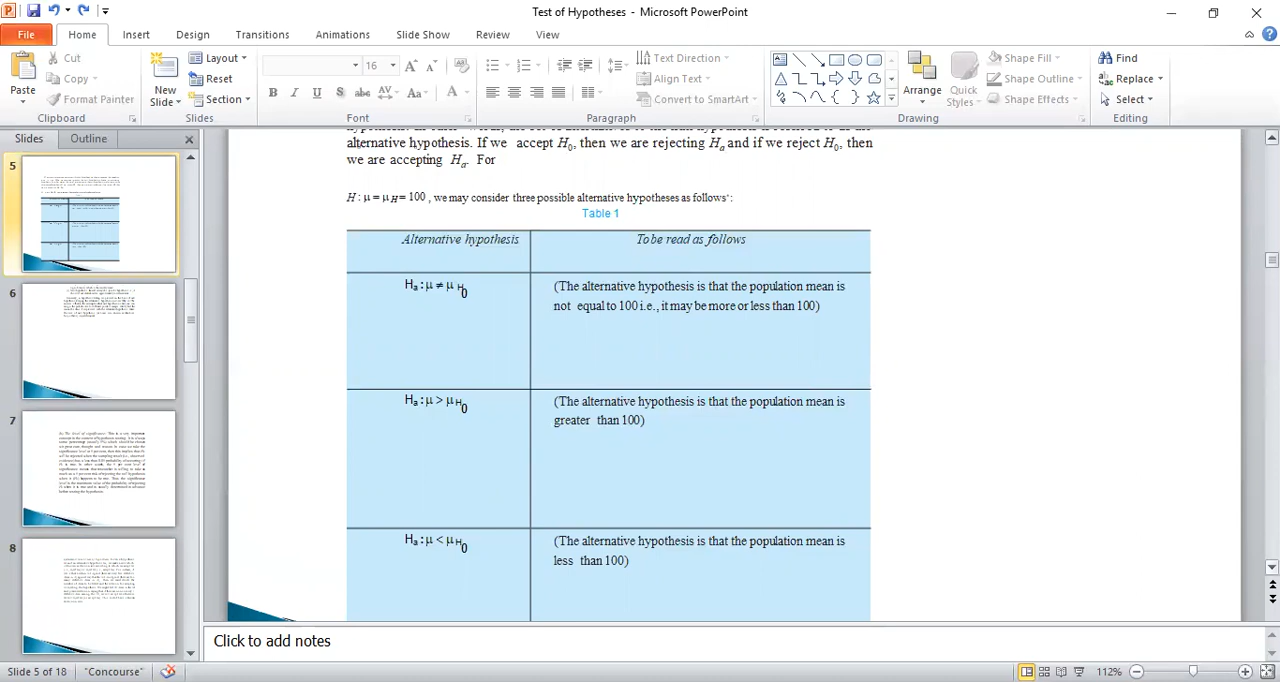 Test of Hypotheses - Microsoft PowerPoint
File Home Insert Design Transitions Animations Slide Show Review View
Paste
Cut
Copy
Format Painter
Clipboard
New
Slide
Layout
Reset
Section
Slides
16
B I U S abc AV Aa A
Font
Text Direction
Align Text
Convert to SmartArt
Paragraph
Arrange
Quick
Styles
Shape Fill
Shape Outline
Shape Effects
Drawing
Find
Replace
Select
Editing
Slides Outline
5
6
7
8
alternative hypothesis. If we accept H0, then we are rejecting Ha and if we reject H0, then
we are accepting Ha. For
H : μ = μ H = 100 , we may consider three possible alternative hypotheses as follows':
Table 1
Alternative hypothesis To be read as follows
Ha : μ ≠ μ H0 (The alternative hypothesis is that the population mean is
not equal to 100 i.e., it may be more or less than 100)
Ha : μ > μ H0 (The alternative hypothesis is that the population mean is
greater than 100)
Ha : μ < μ H0 (The alternative hypothesis is that the population mean is
less than 100)
Click to add notes
Slide 5 of 18 "Concourse" 112%